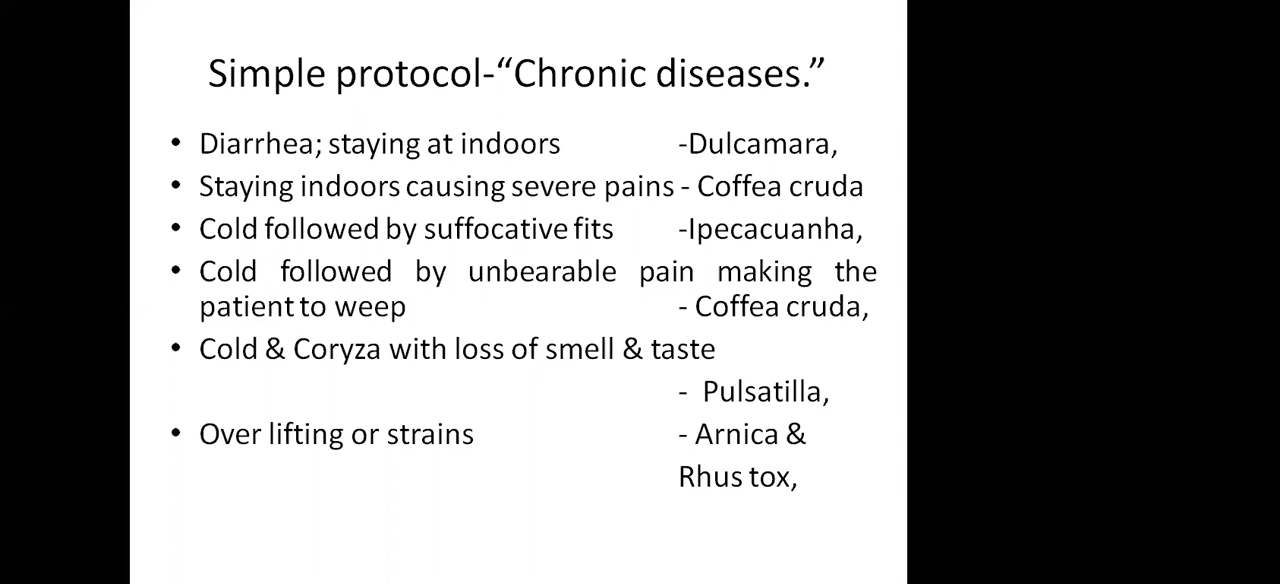 Simple protocol-“Chronic diseases.”
• Diarrhea; staying at indoors -Dulcamara,
• Staying indoors causing severe pains - Coffea cruda
• Cold followed by suffocative fits -Ipecacuanha,
• Cold followed by unbearable pain making the
patient to weep - Coffea cruda,
• Cold & Coryza with loss of smell & taste
- Pulsatilla,
• Over lifting or strains - Arnica &
Rhus tox,